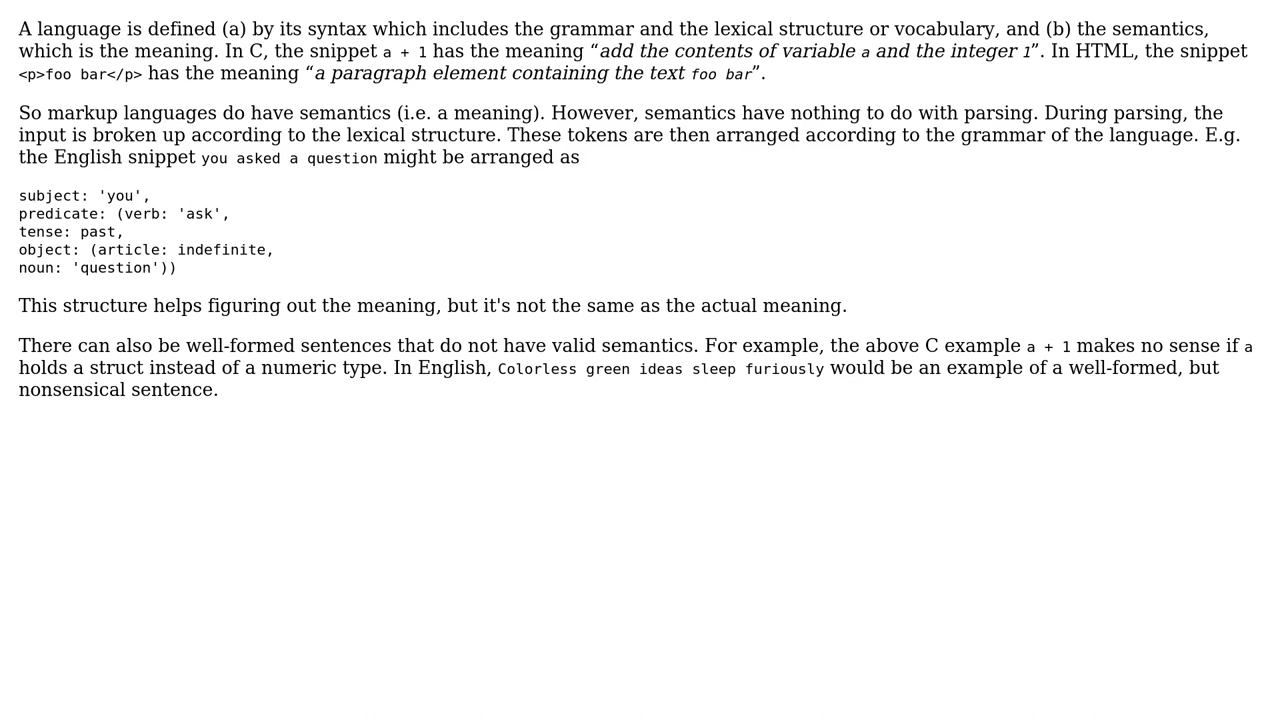 A language is defined (a) by its syntax which includes the grammar and the lexical structure or vocabulary, and (b) the semantics,
which is the meaning. In C, the snippet a + 1 has the meaning “add the contents of variable a and the integer 1”. In HTML, the snippet
<p>foo bar</p> has the meaning “a paragraph element containing the text foo bar”.
So markup languages do have semantics (i.e. a meaning). However, semantics have nothing to do with parsing. During parsing, the
input is broken up according to the lexical structure. These tokens are then arranged according to the grammar of the language. E.g.
the English snippet you asked a question might be arranged as
subject: 'you',
predicate: (verb: 'ask',
tense: past,
object: (article: indefinite,
noun: 'question'))
This structure helps figuring out the meaning, but it's not the same as the actual meaning.
There can also be well-formed sentences that do not have valid semantics. For example, the above C example a + 1 makes no sense if a
holds a struct instead of a numeric type. In English, Colorless green ideas sleep furiously would be an example of a well-formed, but
nonsensical sentence.